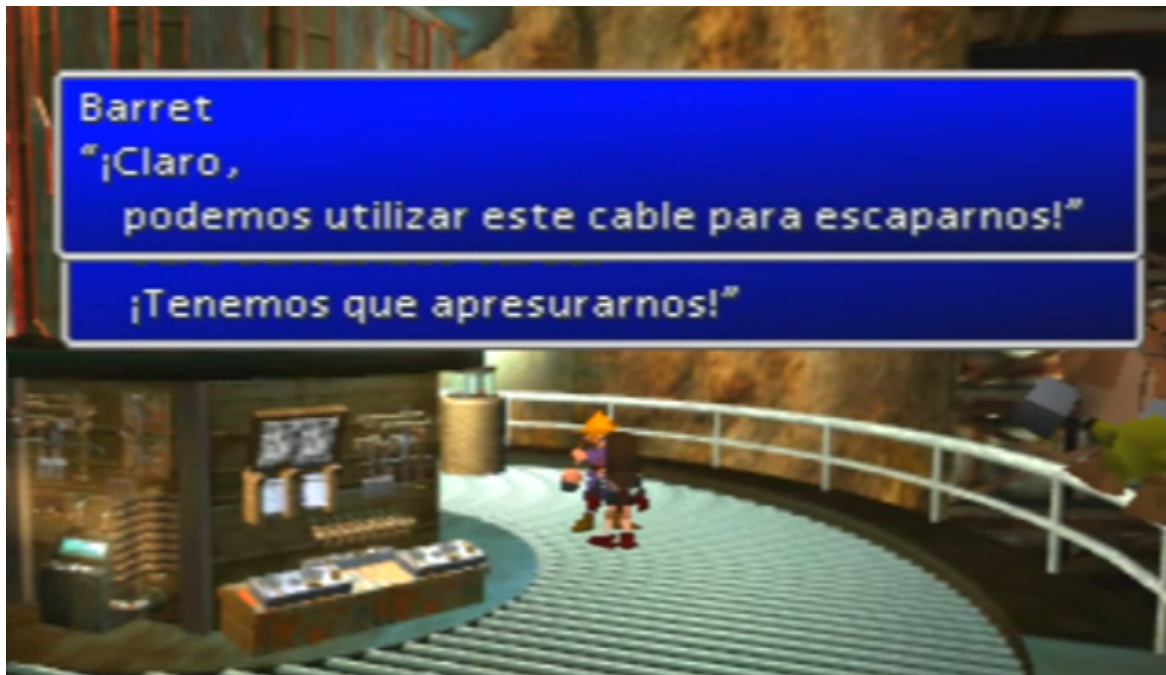 Barret
“¡Claro,
podemos utilizar este cable para escaparnos!”
¡Tenemos que apresurarnos!”